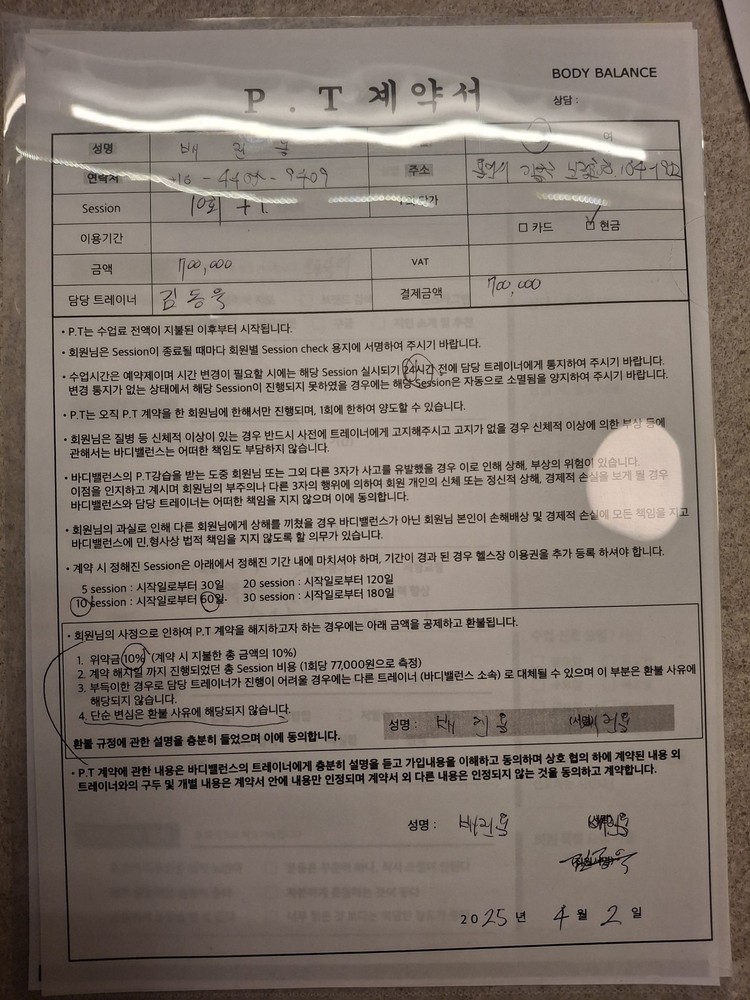 BODY BALANCE
P . T 계약서
상담 :
성명 배 문 여
연락처 주소
Session 10회 + 1
이용기간 □ 카드 ☑ 현금
금액 700,000 VAT
담당 트레이너 김동욱 결제금액 700,000
• P.T는 수업료 전액이 지불된 이후부터 시작됩니다.
• 회원님은 Session이 종료될 때마다 회원별 Session check 용지에 서명하여 주시기 바랍니다.
• 수업시간은 예약제이며 시간 변경이 필요할 시에는 해당 Session 실시되기 24시간 전에 담당 트레이너에게 통지하여 주시기 바랍니다.
변경 통지가 없는 상태에서 해당 Session이 진행되지 못하였을 경우에는 해당 Session은 자동으로 소멸됨을 양지하여 주시기 바랍니다.
• P.T는 오직 P.T 계약을 한 회원님에 한해서만 진행되며, 1회에 한하여 양도할 수 있습니다.
• 회원님은 질병 등 신체적 이상이 있는 경우 반드시 사전에 트레이너에게 고지해주시고 고지가 없을 경우 신체적 이상에 의한 부상 등에
관해서는 바디밸런스는 어떠한 책임도 부담하지 않습니다.
• 바디밸런스의 P.T강습을 받는 도중 회원님 또는 그외 다른 3자가 사고를 유발했을 경우 이로 인해 상해, 부상의 위험이 있습니다.
이점을 인지하고 계시며 회원님의 부주의나 다른 3자의 행위에 의하여 회원 개인의 신체 또는 정신적 상해, 경제적 손실을 보게 될 경우
바디밸런스와 담당 트레이너는 어떠한 책임을 지지 않으며 이에 동의합니다.
• 회원님의 과실로 인해 다른 회원님에게 상해를 끼쳤을 경우 바디밸런스가 아닌 회원님 본인이 손해배상 및 경제적 손실에 모든 책임을 지고
바디밸런스에 민,형사상 법적 책임을 지지 않도록 할 의무가 있습니다.
• 계약 시 정해진 Session은 아래에서 정해진 기간 내에 마치셔야 하며, 기간이 경과 된 경우 헬스장 이용권을 추가 등록 하셔야 합니다.
5 session : 시작일로부터 30일 20 session : 시작일로부터 120일
10 session : 시작일로부터 60일 30 session : 시작일로부터 180일
• 회원님의 사정으로 인하여 P.T 계약을 해지하고자 하는 경우에는 아래 금액을 공제하고 환불됩니다.
1. 위약금 10% (계약 시 지불한 총 금액의 10%)
2. 계약 해지일 까지 진행되었던 총 Session 비용 (1회당 77,000원으로 측정)
3. 부득이한 경우로 담당 트레이너가 진행이 어려울 경우에는 다른 트레이너 (바디밸런스 소속) 로 대체될 수 있으며 이 부분은 환불 사유에
해당되지 않습니다.
4. 단순 변심은 환불 사유에 해당되지 않습니다.
성명 : 배 (서명)
환불 규정에 관한 설명을 충분히 들었으며 이에 동의합니다.
• P.T 계약에 관한 내용은 바디밸런스의 트레이너에게 충분히 설명을 듣고 가입내용을 이해하고 동의하며 상호 협의 하에 계약된 내용 외
트레이너와의 구두 및 개별 내용은 계약서 안에 내용만 인정되며 계약서 외 다른 내용은 인정되지 않는 것을 동의하고 계약합니다.
성명 : 배
2025 년 4 월 2 일